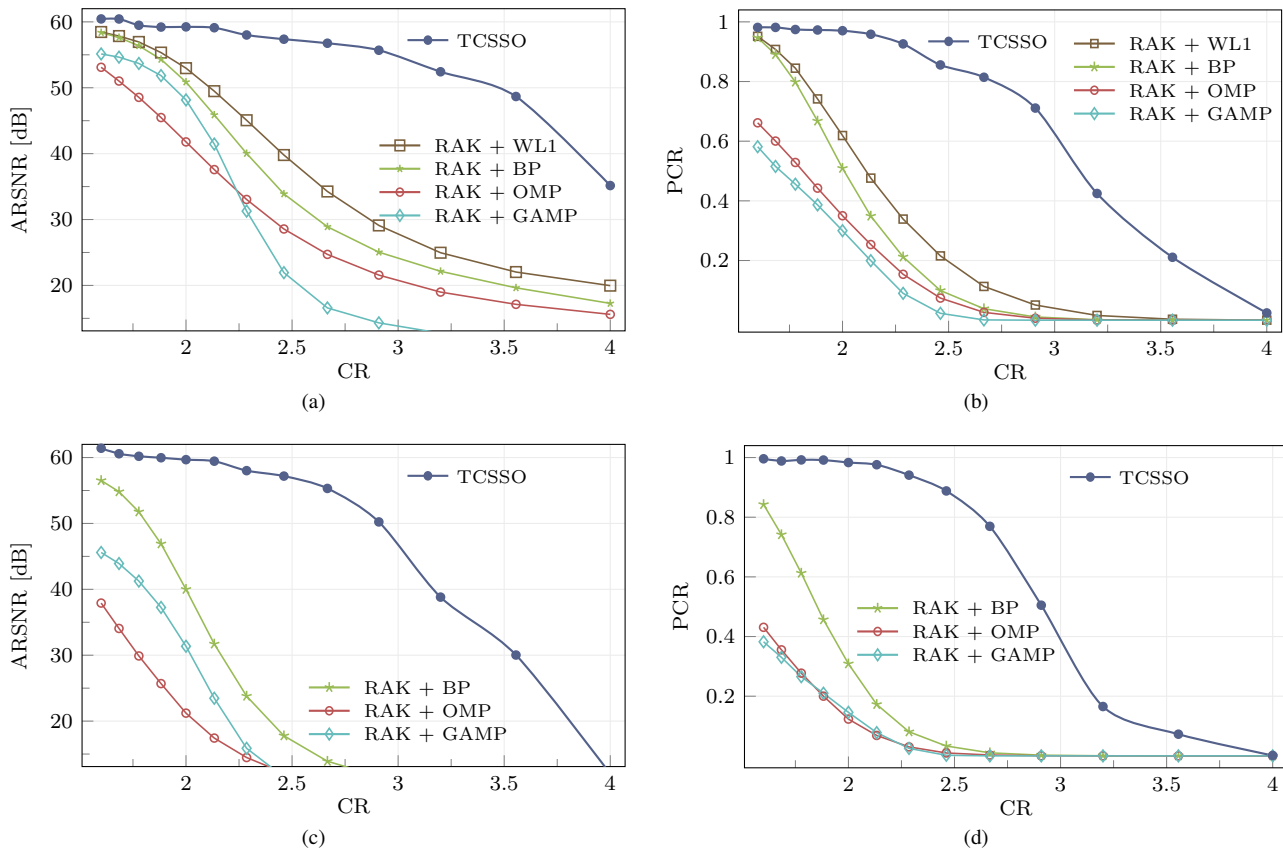 60
50
40
30
20
ARSNR [dB]
TCSSO
RAK + WL1
RAK + BP
RAK + OMP
RAK + GAMP
2
2.5
3
3.5
4
CR
(a)
1
0.8
0.6
0.4
0.2
PCR
TCSSO
RAK + WL1
RAK + BP
RAK + OMP
RAK + GAMP
2
2.5
3
3.5
4
CR
(b)
60
50
40
30
20
ARSNR [dB]
TCSSO
RAK + BP
RAK + OMP
RAK + GAMP
2
2.5
3
3.5
4
CR
(c)
1
0.8
0.6
0.4
0.2
PCR
TCSSO
RAK + BP
RAK + OMP
RAK + GAMP
2
2.5
3
3.5
4
CR
(d)